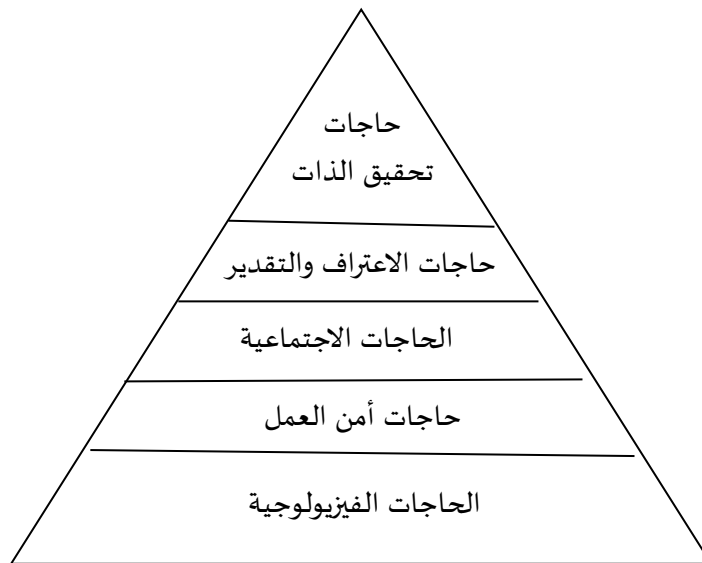 حاجات
تحقيق الذات
حاجات الاعتراف والتقدير
الحاجات الاجتماعية
حاجات أمن العمل
الحاجات الفيزيولوجية